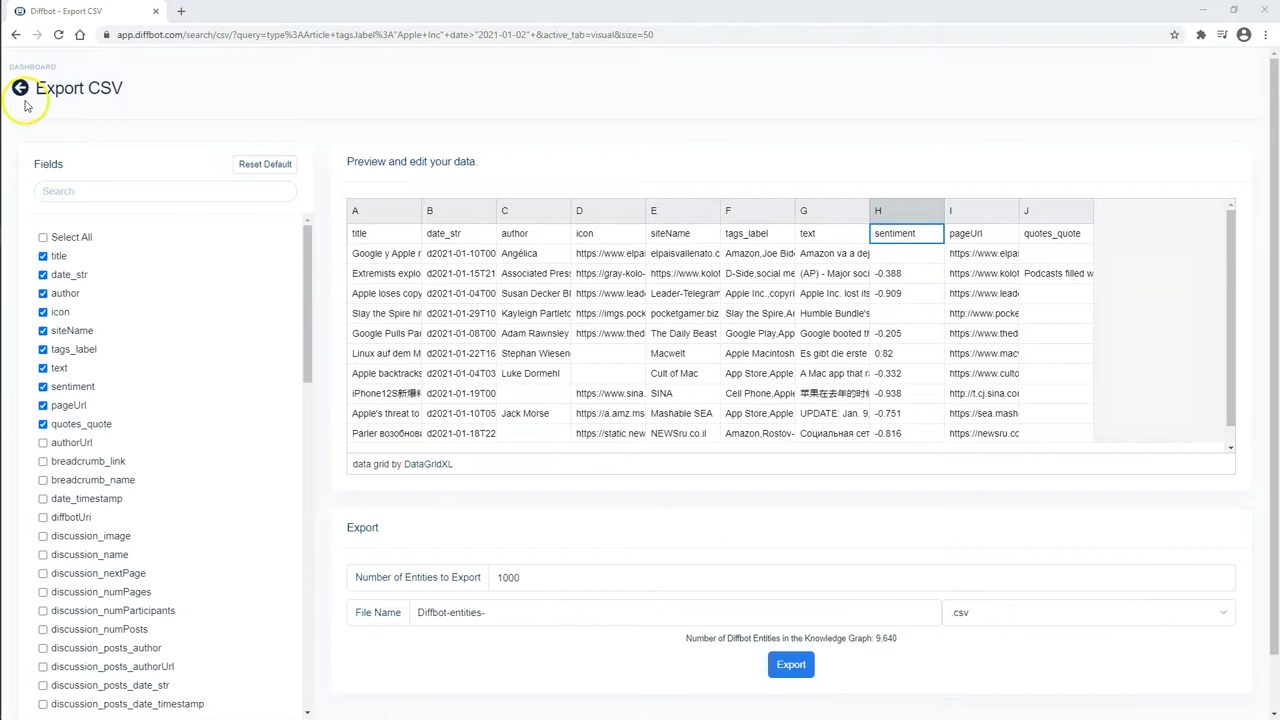 Diffbot - Export CSV
app.diffbot.com/search/csv/?query=type%3AArticle+tags.label%3A"Apple+Inc"+date>"2021-01-02"+&active_tab=visual&size=50
DASHBOARD
Export CSV
Fields
Reset Default
Search
Select All
title
date_str
author
icon
siteName
tags_label
text
sentiment
pageUrl
quotes_quote
authorUrl
breadcrumb_link
breadcrumb_name
date_timestamp
diffbotUri
discussion_image
discussion_name
discussion_nextPage
discussion_numPages
discussion_numParticipants
discussion_numPosts
discussion_posts_author
discussion_posts_authorUrl
discussion_posts_date_str
discussion_posts_date_timestamp
Preview and edit your data.
A B C D E F G H I J
title date_str author icon siteName tags_label text sentiment pageUrl quotes_quote
Google y Apple r d2021-01-10T00 Angélica https://www.elpa elpaisvallenato.c Amazon,Joe Bid Amazon va a dej https://www.elpa
Extremists explo d2021-01-15T21 Associated Pres https://gray-kolo- https://www.kolo D-Side,social me (AP) - Major soci -0.388 https://www.kolo Podcasts filled w
Apple loses copy d2021-01-04T00 Susan Decker Bl https://www.lead Leader-Telegram Apple Inc.,copyri Apple Inc. lost its -0.909 https://www.lead
Slay the Spire hi d2021-01-29T10 Kayleigh Partleto https://imgs.pock pocketgamer.biz Slay the Spire,An Humble Bundle's http://www.pocke
Google Pulls Par d2021-01-08T00 Adam Rawnsley https://www.thed The Daily Beast Google Play,App Google booted th -0.205 https://www.thed
Linux auf dem M d2021-01-22T16 Stephan Wiesen Macwelt Apple Macintosh Es gibt die erste 0.82 https://www.mac
Apple backtracks d2021-01-04T03 Luke Dormehl Cult of Mac App Store,Apple A Mac app that r -0.332 https://www.culto
iPhone12S新爆料 d2021-01-19T00 https://www.sina. SINA Cell Phone,Apple 苹果在去年的时候 -0.938 http://t.cj.sina.com
Apple's threat to d2021-01-10T05 Jack Morse https://a.amz.ms Mashable SEA App Store,Apple UPDATE: Jan. 9, -0.751 https://sea.mash
Parler возобнови d2021-01-18T22 https://static.new NEWSru.co.il Amazon,Rostov- Социальная сет -0.816 https://newsru.co
data grid by DataGridXL
Export
Number of Entities to Export 1000
File Name Diffbot-entities- .csv
Number of Diffbot Entities in the Knowledge Graph: 9,640
Export